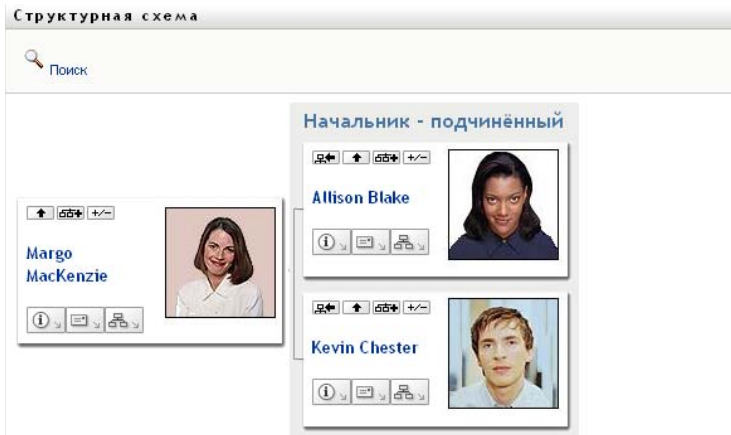 Структурная схема
Поиск
Начальник - подчинённый
Allison Blake
Margo
MacKenzie
Kevin Chester